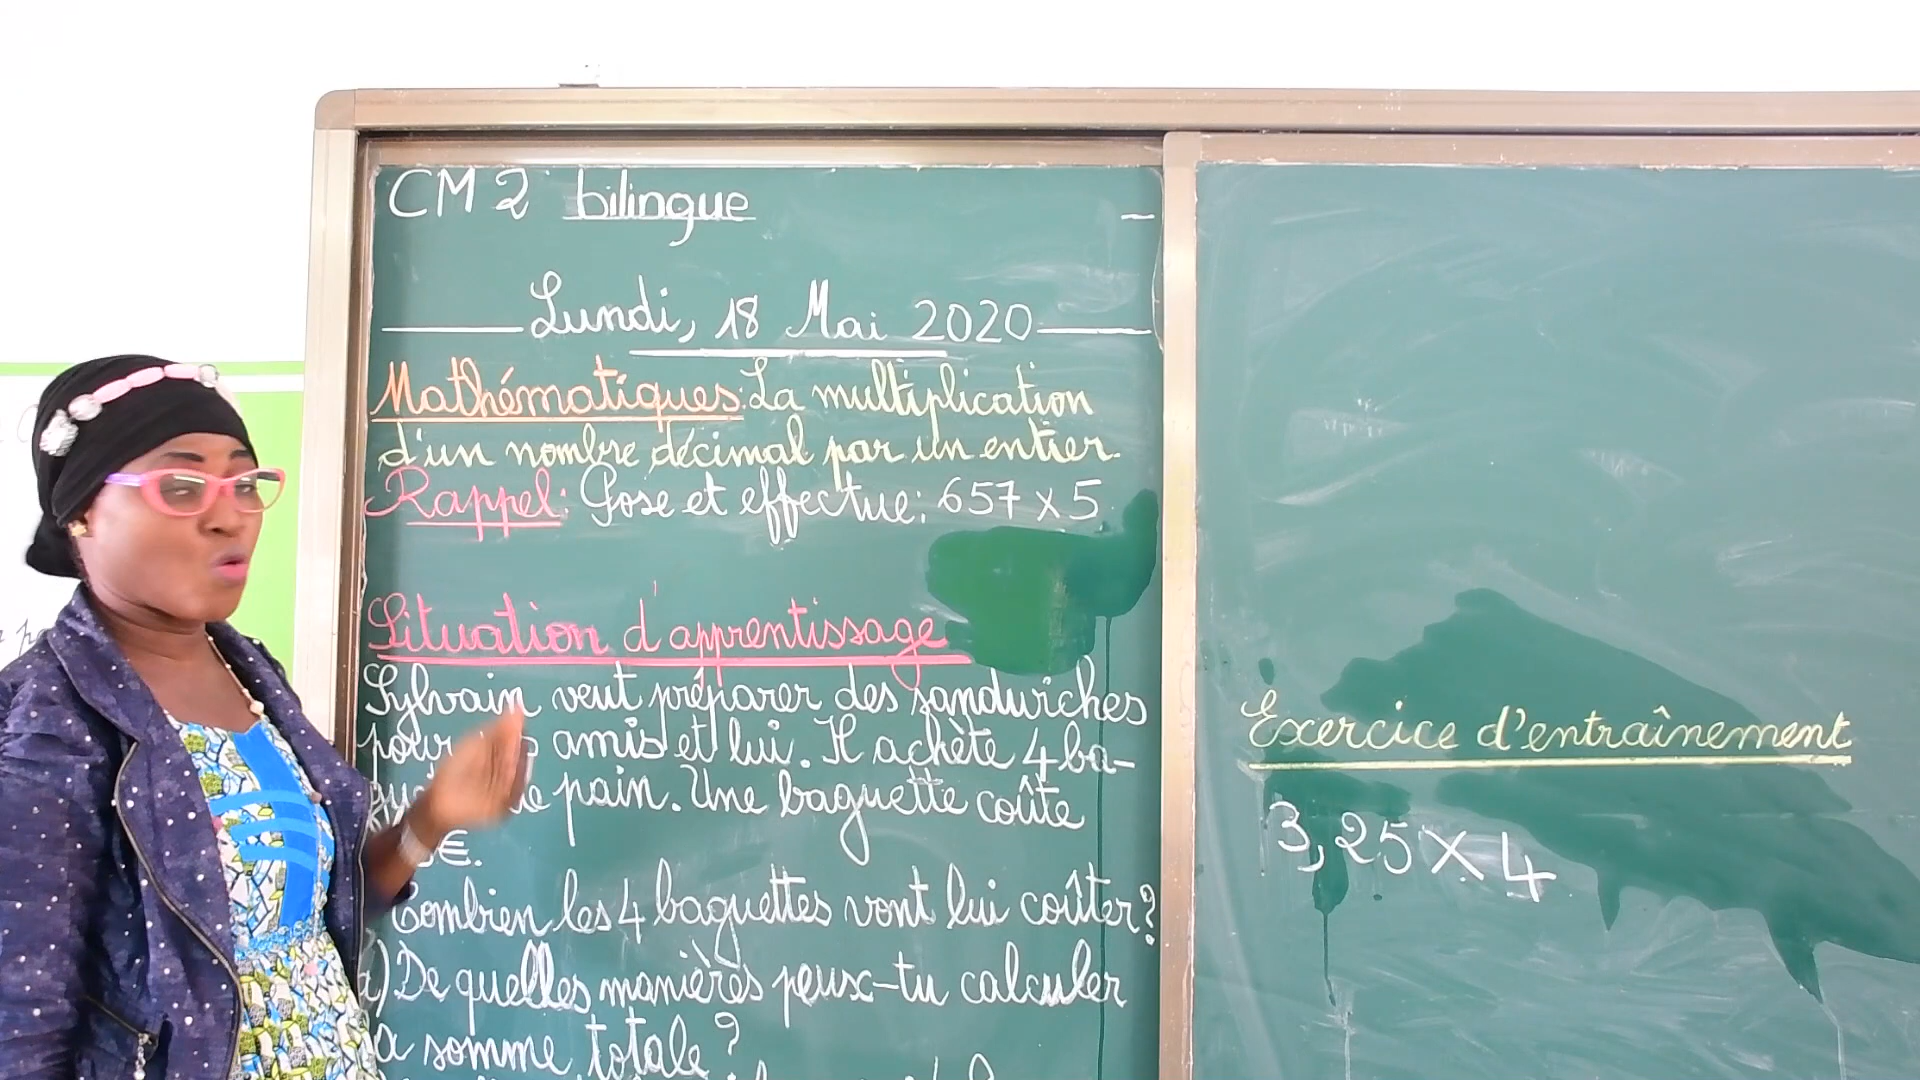 CM2 bilingue
Lundi, 18 Mai 2020
Mathématiques: La multiplication
d'un nombre décimal par un entier.
Rappel: Pose et effectue: 657 x 5
Situation d'apprentissage
Sylvain veut préparer des sandwiches
pour amis et lui. Il achète 4 ba-
pain. Une baguette coûte
€.
Combien les 4 baguettes vont lui coûter?
a) De quelles manières peux-tu calculer
la somme totale?
Exercice d'entraînement
3,25 x 4